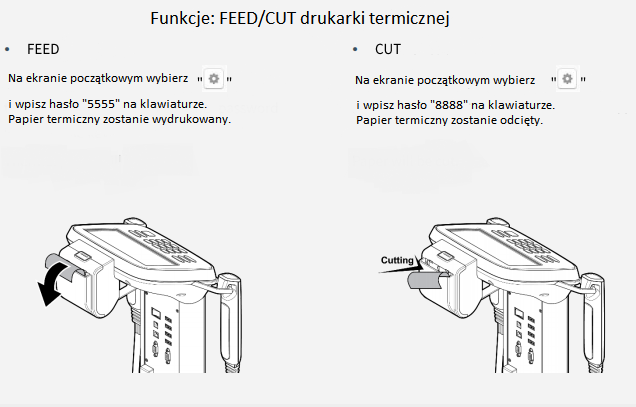 Funkcje: FEED/CUT drukarki termicznej
• FEED
Na ekranie początkowym wybierz " "
i wpisz hasło "5555" na klawiaturze.
Papier termiczny zostanie wydrukowany.
• CUT
Na ekranie początkowym wybierz " "
i wpisz hasło "8888" na klawiaturze.
Papier termiczny zostanie odcięty.
Cutting